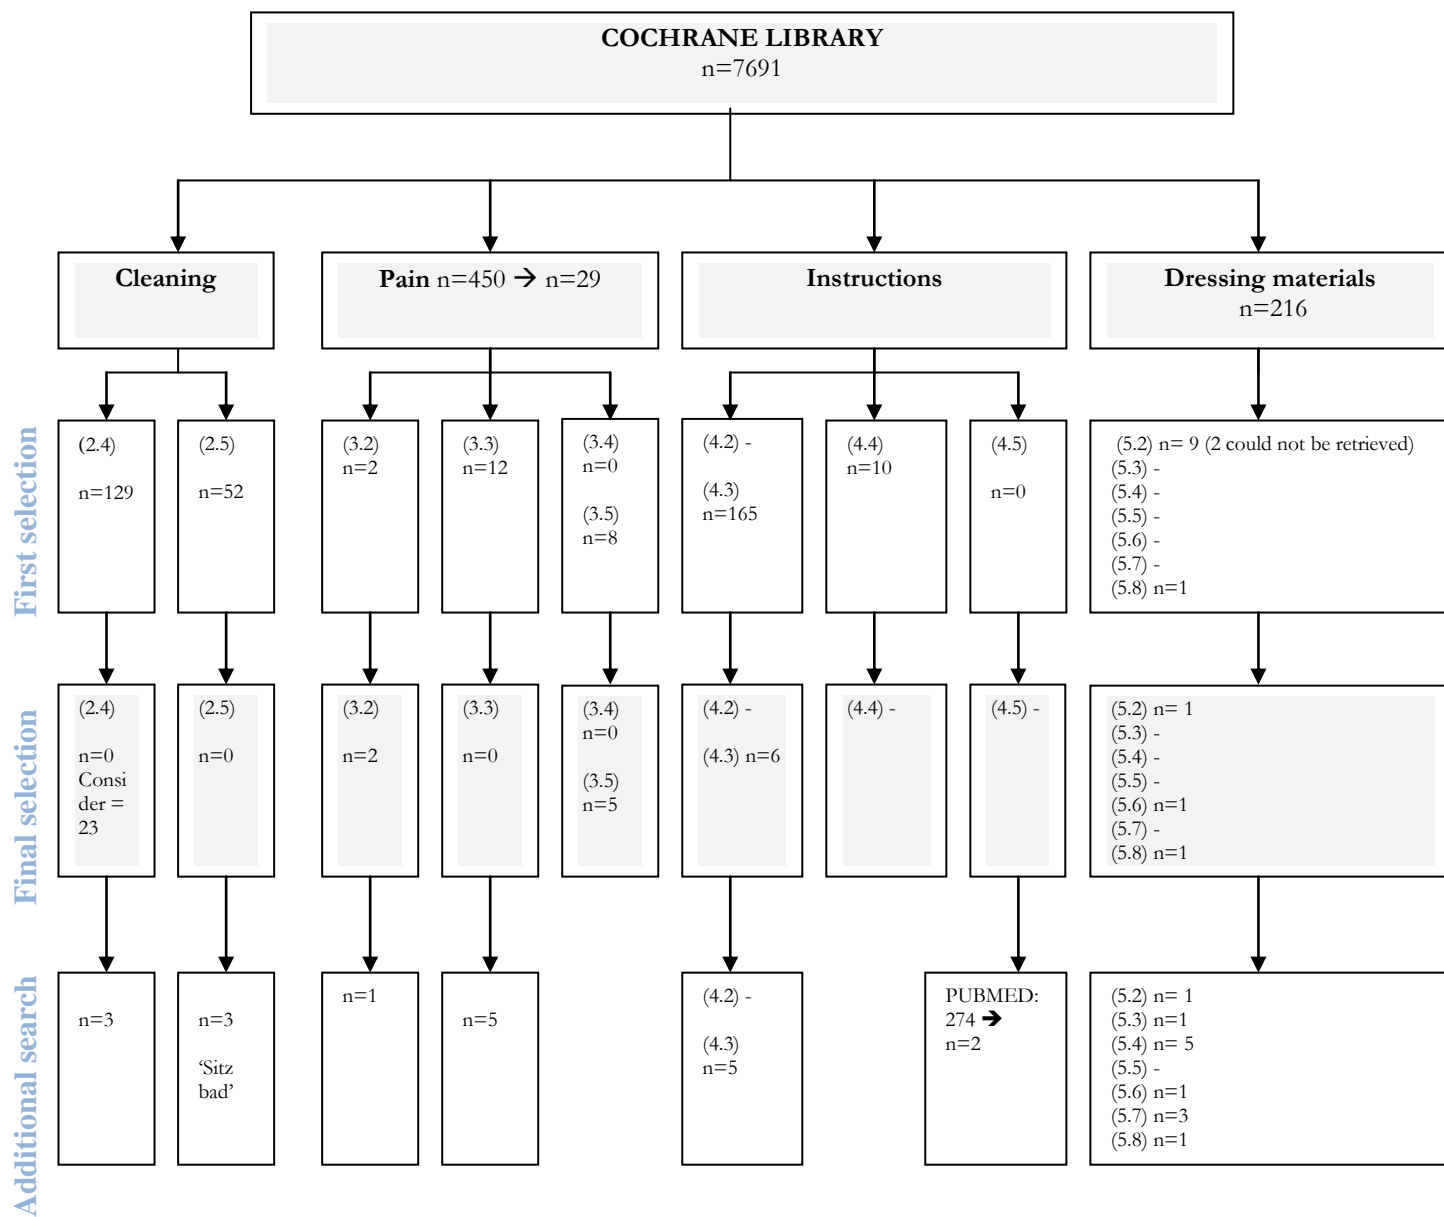 COCHRANE LIBRARY
n=7691
Cleaning
Pain n=450 → n=29
Instructions
Dressing materials
n=216
First selection
(2.4)
n=129
(2.5)
n=52
(3.2)
n=2
(3.3)
n=12
(3.4)
n=0
(3.5)
n=8
(4.2) -
(4.3)
n=165
(4.4)
n=10
(4.5)
n=0
(5.2) n= 9 (2 could not be retrieved)
(5.3) -
(5.4) -
(5.5) -
(5.6) -
(5.7) -
(5.8) n=1
Final selection
(2.4)
n=0
Consi
der =
23
(2.5)
n=0
(3.2)
n=2
(3.3)
n=0
(3.4)
n=0
(3.5)
n=5
(4.2) -
(4.3) n=6
(4.4) -
(4.5) -
(5.2) n= 1
(5.3) -
(5.4) -
(5.5) -
(5.6) n=1
(5.7) -
(5.8) n=1
Additional search
n=3
n=3
‘Sitz
bad’
n=1
n=5
(4.2) -
(4.3)
n=5
PUBMED:
274 →
n=2
(5.2) n= 1
(5.3) n=1
(5.4) n= 5
(5.5) -
(5.6) n=1
(5.7) n=3
(5.8) n=1